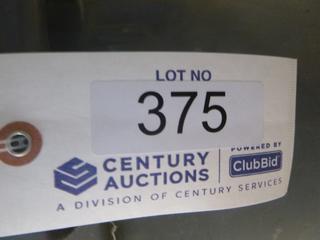 LOT NO
375
CENTURY
AUCTIONS
POWERED BY
ClubBid
A DIVISION OF CENTURY SERVICES